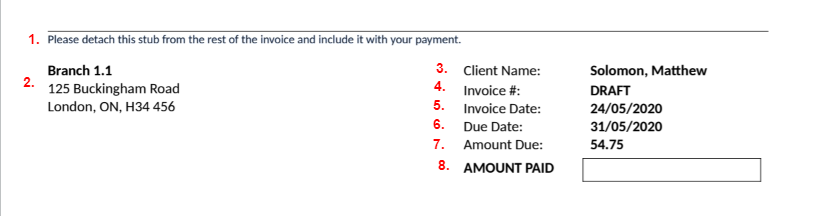 1. Please detach this stub from the rest of the invoice and include it with your payment.
2. Branch 1.1
125 Buckingham Road
London, ON, H34 456
3. Client Name: Solomon, Matthew
4. Invoice #: DRAFT
5. Invoice Date: 24/05/2020
6. Due Date: 31/05/2020
7. Amount Due: 54.75
8. AMOUNT PAID